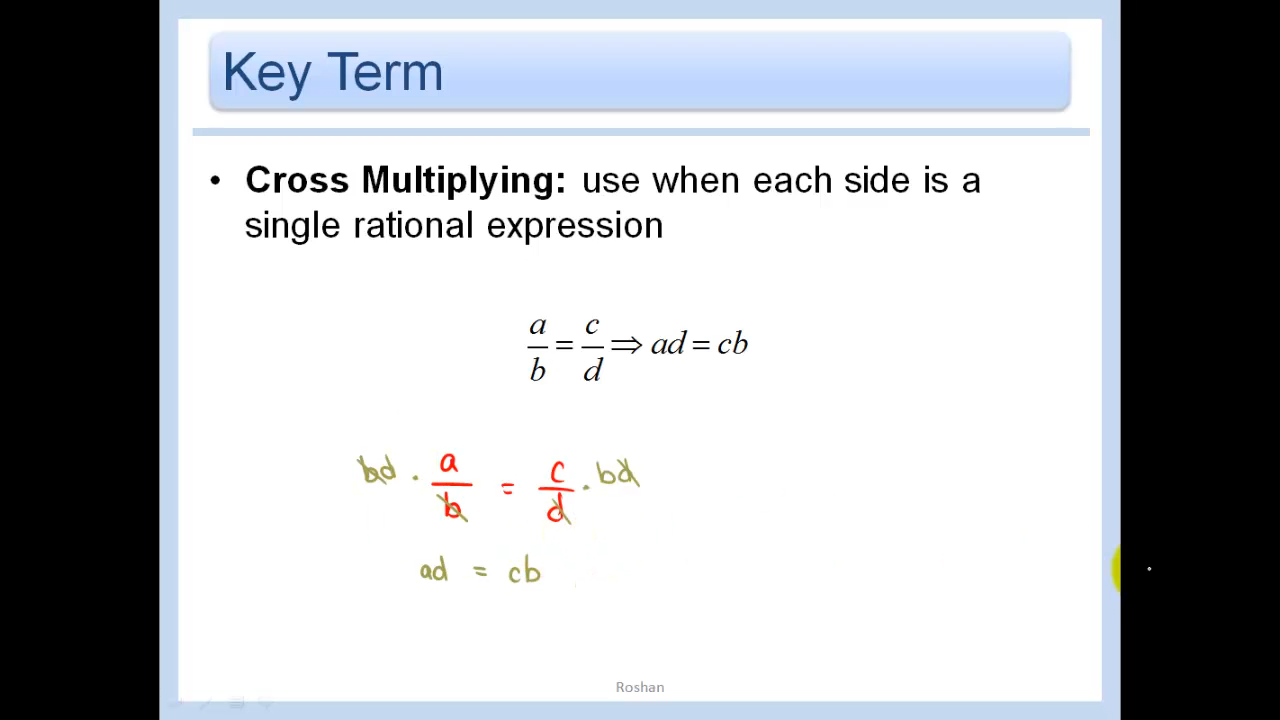 Key Term
• Cross Multiplying: use when each side is a
single rational expression
a/b = c/d ⇒ ad = cb
bd · a/b = c/d · bd
ad = cb
Roshan